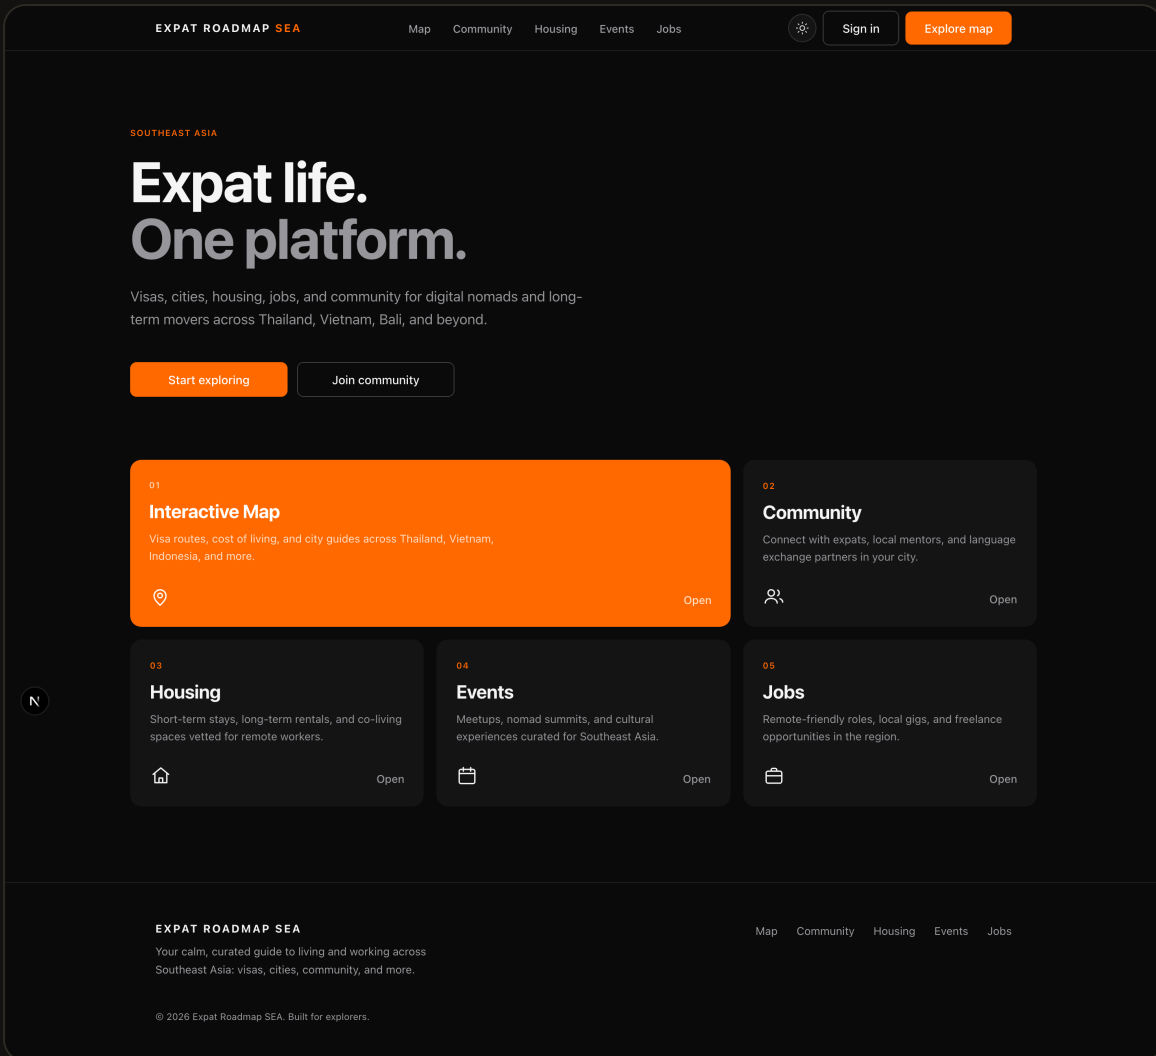 EXPAT ROADMAP SEA
Map
Community
Housing
Events
Jobs
Sign in
Explore map
SOUTHEAST ASIA
Expat life.
One platform.
Visas, cities, housing, jobs, and community for digital nomads and long-
term movers across Thailand, Vietnam, Bali, and beyond.
Start exploring
Join community
01
Interactive Map
Visa routes, cost of living, and city guides across Thailand, Vietnam,
Indonesia, and more.
Open
02
Community
Connect with expats, local mentors, and language
exchange partners in your city.
Open
03
Housing
Short-term stays, long-term rentals, and co-living
spaces vetted for remote workers.
Open
04
Events
Meetups, nomad summits, and cultural
experiences curated for Southeast Asia.
Open
05
Jobs
Remote-friendly roles, local gigs, and freelance
opportunities in the region.
Open
N
EXPAT ROADMAP SEA
Your calm, curated guide to living and working across
Southeast Asia: visas, cities, community, and more.
Map
Community
Housing
Events
Jobs
© 2026 Expat Roadmap SEA. Built for explorers.